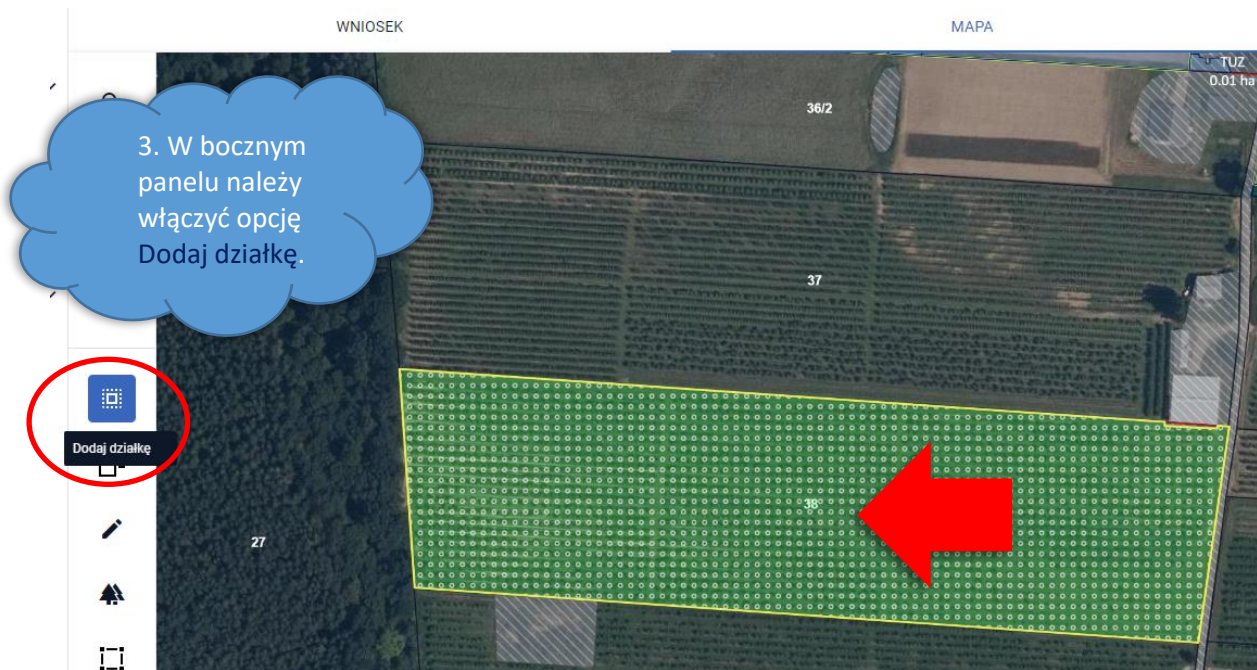 WNIOSEK
MAPA
TUZ
0.01 ha
36/2
3. W bocznym
panelu należy
włączyć opcję
Dodaj działkę.
37
Dodaj działkę
38
27